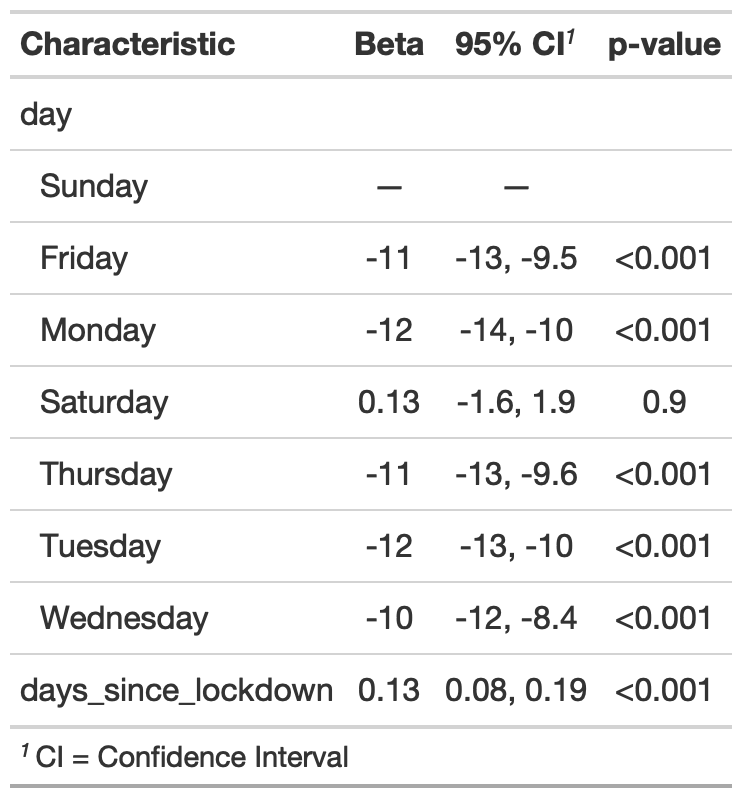 Characteristic Beta 95% CI¹ p-value
day
Sunday — —
Friday -11 -13, -9.5 <0.001
Monday -12 -14, -10 <0.001
Saturday 0.13 -1.6, 1.9 0.9
Thursday -11 -13, -9.6 <0.001
Tuesday -12 -13, -10 <0.001
Wednesday -10 -12, -8.4 <0.001
days_since_lockdown 0.13 0.08, 0.19 <0.001
¹ CI = Confidence Interval